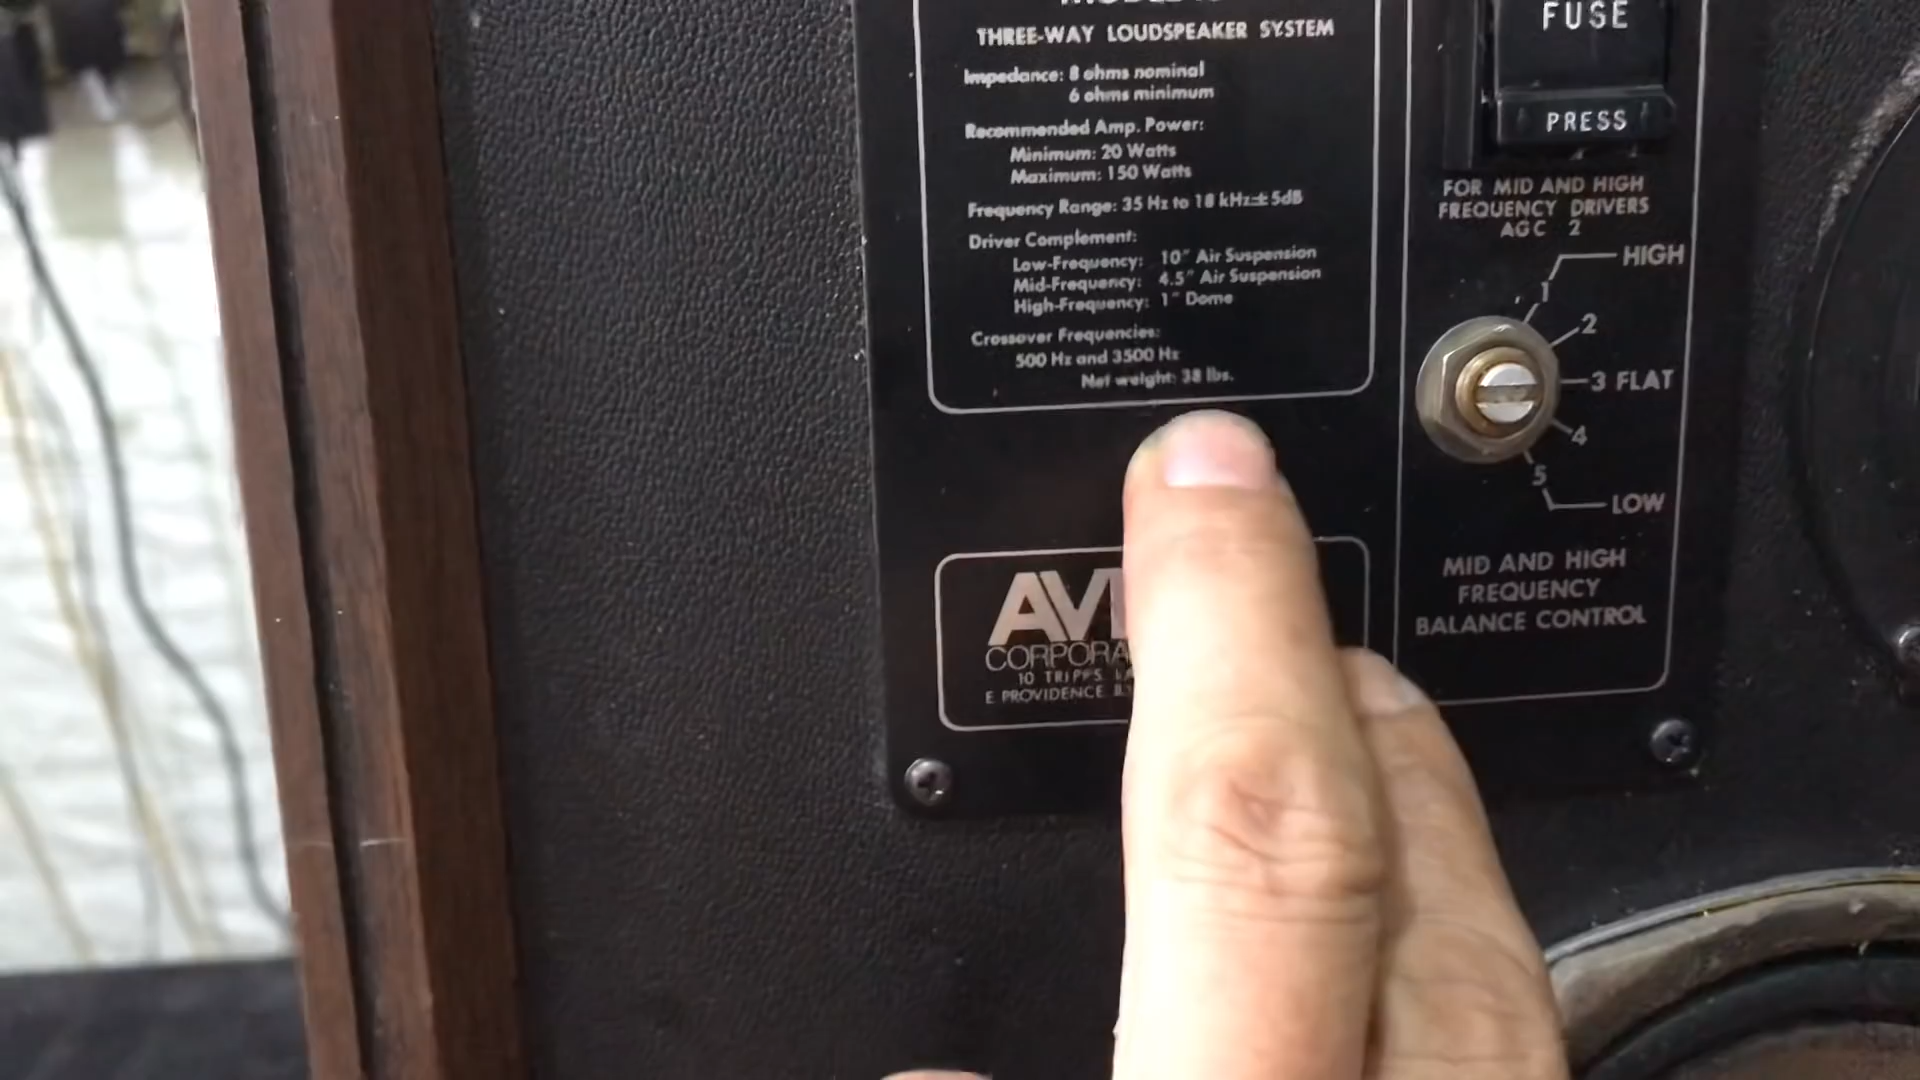 THREE-WAY LOUDSPEAKER SYSTEM
Impedance: 8 ohms nominal
6 ohms minimum
Recommended Amp. Power:
Minimum: 20 Watts
Maximum: 150 Watts
Frequency Range: 35 Hz to 18 kHz±5dB
Driver Complement:
Low-Frequency: 10" Air Suspension
Mid-Frequency: 4.5" Air Suspension
High-Frequency: 1" Dome
Crossover Frequencies:
500 Hz and 3500 Hz
Net weight: 38 lbs.
10 TRIPPS
E PROVIDENCE
FUSE
PRESS
FOR MID AND HIGH
FREQUENCY DRIVERS
AGC 2
HIGH
1
2
3 FLAT
4
5
LOW
MID AND HIGH
FREQUENCY
BALANCE CONTROL